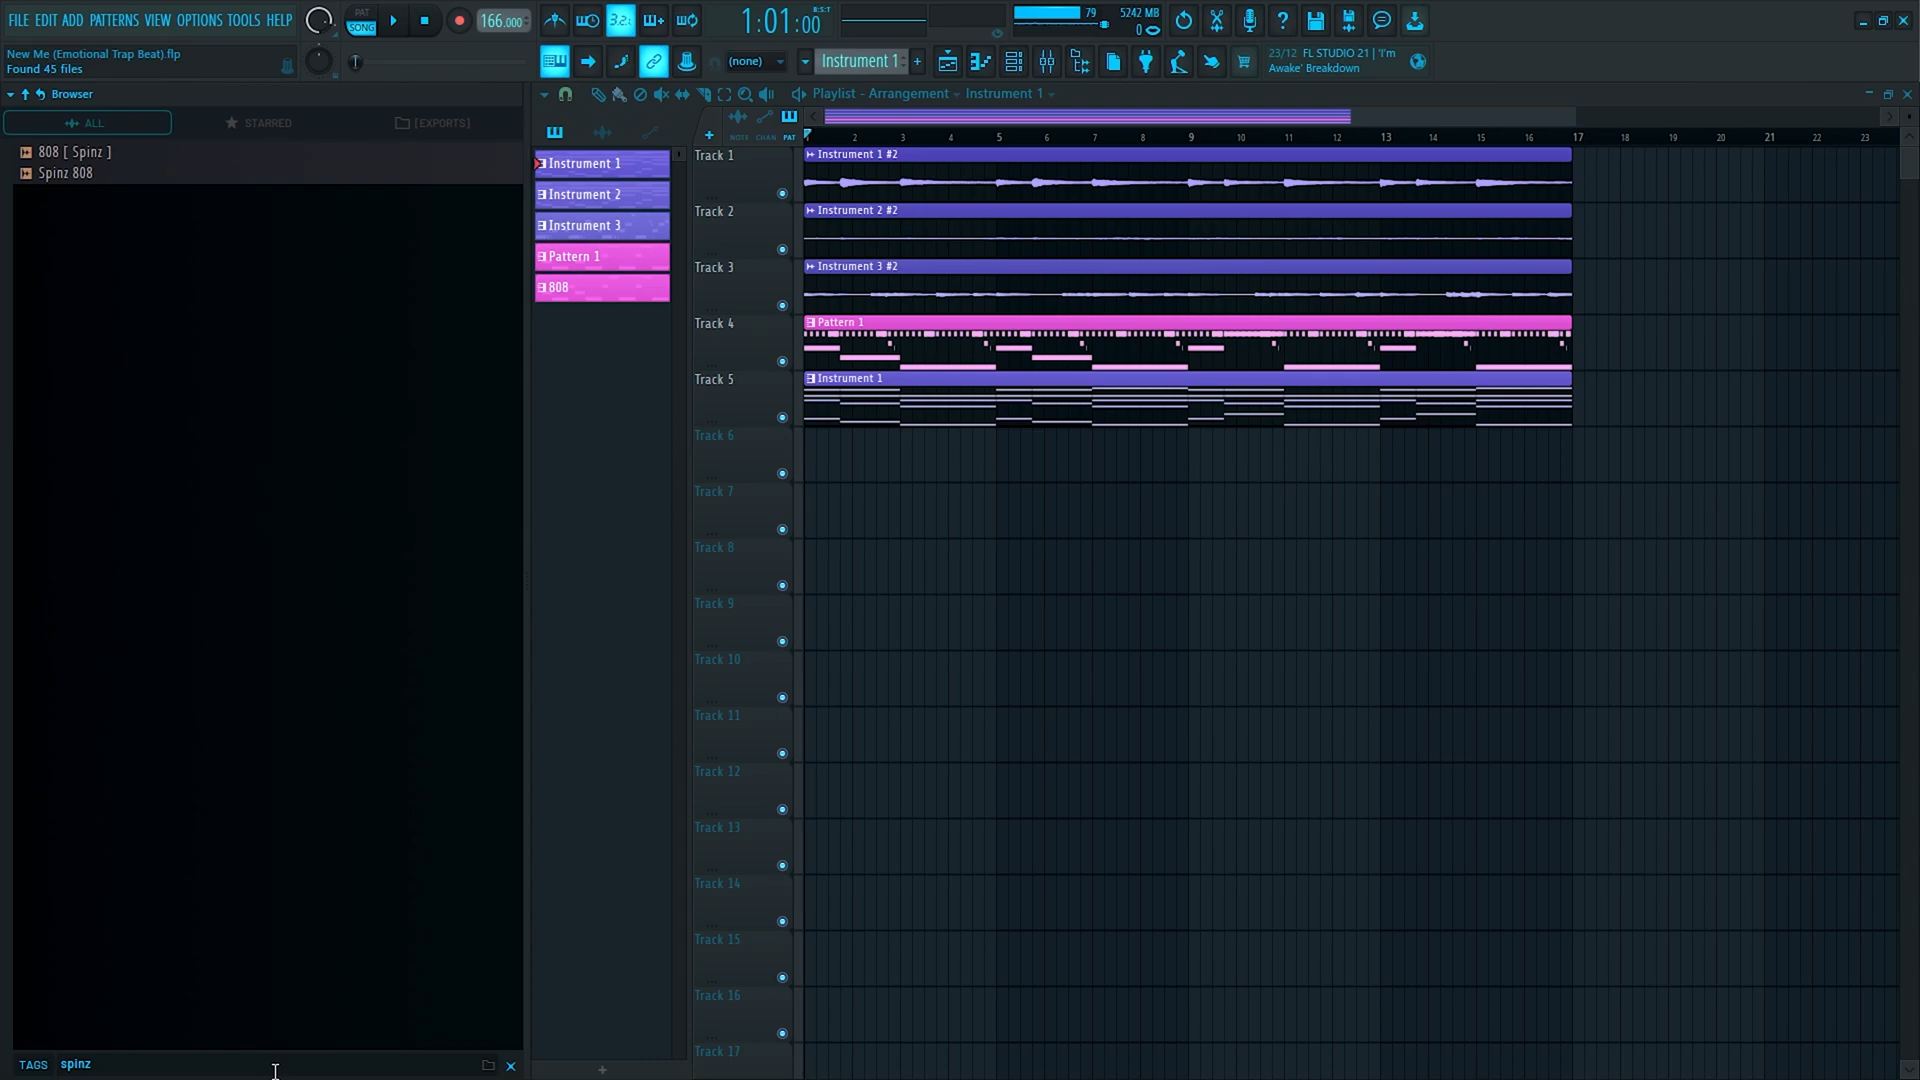 FILE EDIT ADD PATTERNS VIEW OPTIONS TOOLS HELP
PAT
SONG
166.000
3.2.
1:01:00
B:S:T
79
5242 MB
0
New Me (Emotional Trap Beat).flp
Found 45 files
(none)
Instrument 1
+
23/12 FL STUDIO 21 | 'I'm
Awake' Breakdown
Browser
Playlist - Arrangement
Instrument 1
ALL
STARRED
[EXPORTS]
808 [ Spinz ]
Spinz 808
NOTE CHAN PAT
2 3 4 5 6 7 8 9 10 11 12 13 14 15 16 17 18 19 20 21 22 23
Instrument 1
Instrument 2
Instrument 3
Pattern 1
808
Track 1
Instrument 1 #2
Track 2
Instrument 2 #2
Track 3
Instrument 3 #2
Track 4
Pattern 1
Track 5
Instrument 1
Track 6
Track 7
Track 8
Track 9
Track 10
Track 11
Track 12
Track 13
Track 14
Track 15
Track 16
Track 17
TAGS spinz